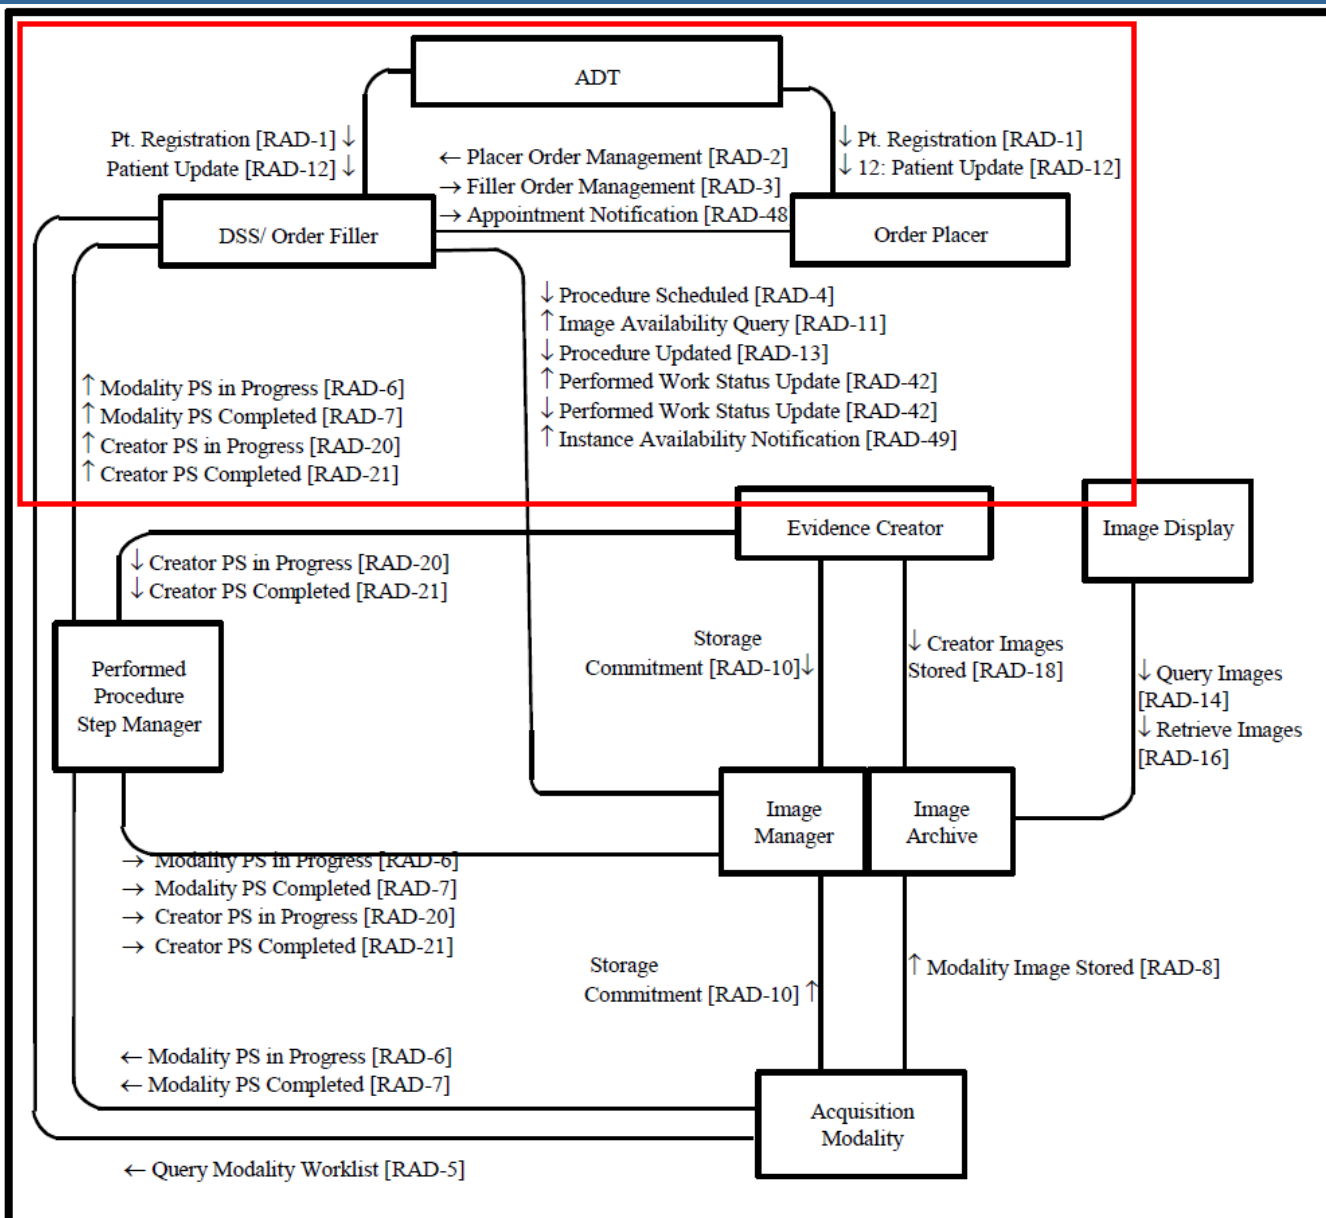 ADT
Pt. Registration [RAD-1] ↓
Patient Update [RAD-12] ↓
← Placer Order Management [RAD-2]
→ Filler Order Management [RAD-3]
→ Appointment Notification [RAD-48
↓ Pt. Registration [RAD-1]
↓ 12: Patient Update [RAD-12]
DSS/ Order Filler
Order Placer
↓ Procedure Scheduled [RAD-4]
↑ Image Availability Query [RAD-11]
↓ Procedure Updated [RAD-13]
↑ Performed Work Status Update [RAD-42]
↓ Performed Work Status Update [RAD-42]
↑ Instance Availability Notification [RAD-49]
↑ Modality PS in Progress [RAD-6]
↑ Modality PS Completed [RAD-7]
↑ Creator PS in Progress [RAD-20]
↑ Creator PS Completed [RAD-21]
Evidence Creator
Image Display
↓ Creator PS in Progress [RAD-20]
↓ Creator PS Completed [RAD-21]
Performed
Procedure
Step Manager
Storage
Commitment [RAD-10]↓
↓ Creator Images
Stored [RAD-18]
↓ Query Images
[RAD-14]
↓ Retrieve Images
[RAD-16]
Image
Manager
Image
Archive
→ Modality PS in Progress [RAD-6]
→ Modality PS Completed [RAD-7]
→ Creator PS in Progress [RAD-20]
→ Creator PS Completed [RAD-21]
Storage
Commitment [RAD-10] ↑
↑ Modality Image Stored [RAD-8]
← Modality PS in Progress [RAD-6]
← Modality PS Completed [RAD-7]
Acquisition
Modality
← Query Modality Worklist [RAD-5]